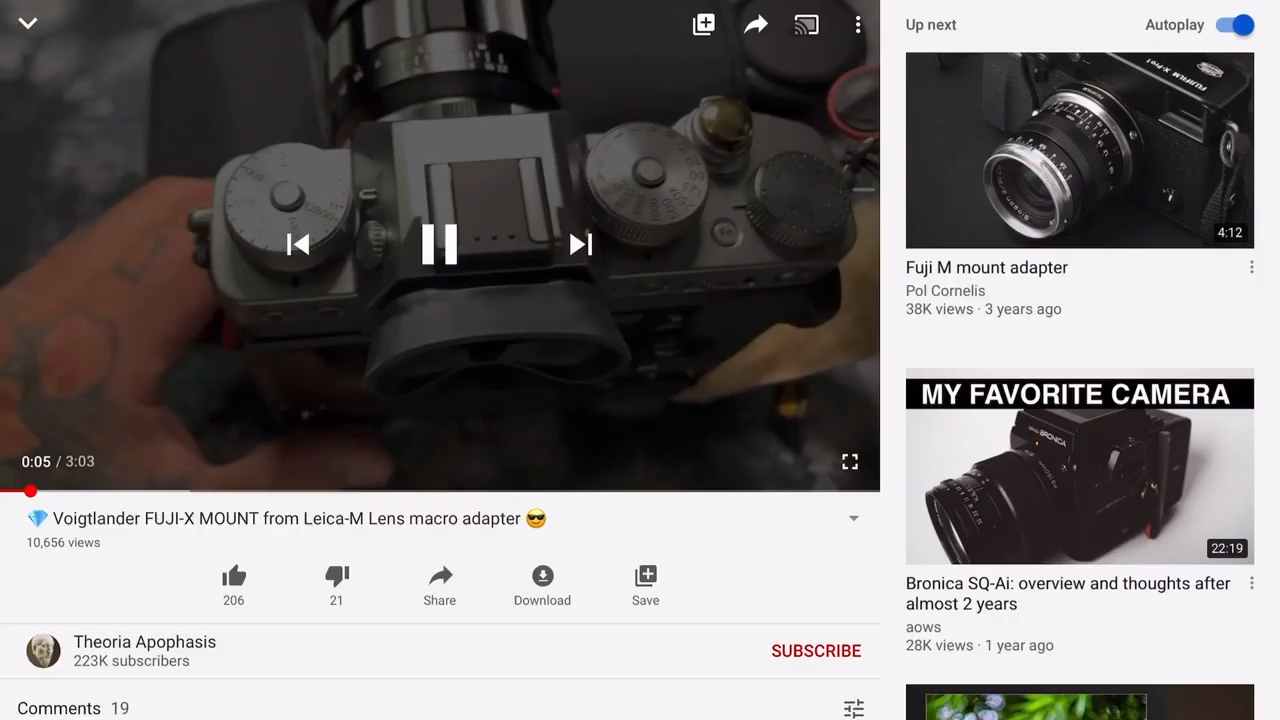 Up next
Autoplay
FUJIFILM X-Pro1
Biogon
4:12
Fuji M mount adapter
Pol Cornelis
38K views · 3 years ago
0:05 / 3:03
💎 Voigtlander FUJI-X MOUNT from Leica-M Lens macro adapter 😎
10,656 views
206
21
Share
Download
Save
Theoria Apophasis
223K subscribers
SUBSCRIBE
Comments 19
MY FAVORITE CAMERA
BRONICA
22:19
Bronica SQ-Ai: overview and thoughts after
almost 2 years
aows
28K views · 1 year ago